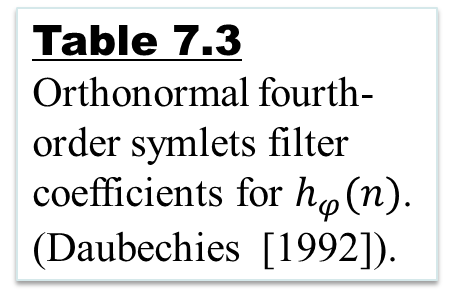 Table 7.3
Orthonormal fourth-
order symlets filter
coefficients for ℎ𝜑(𝑛).
(Daubechies [1992]).